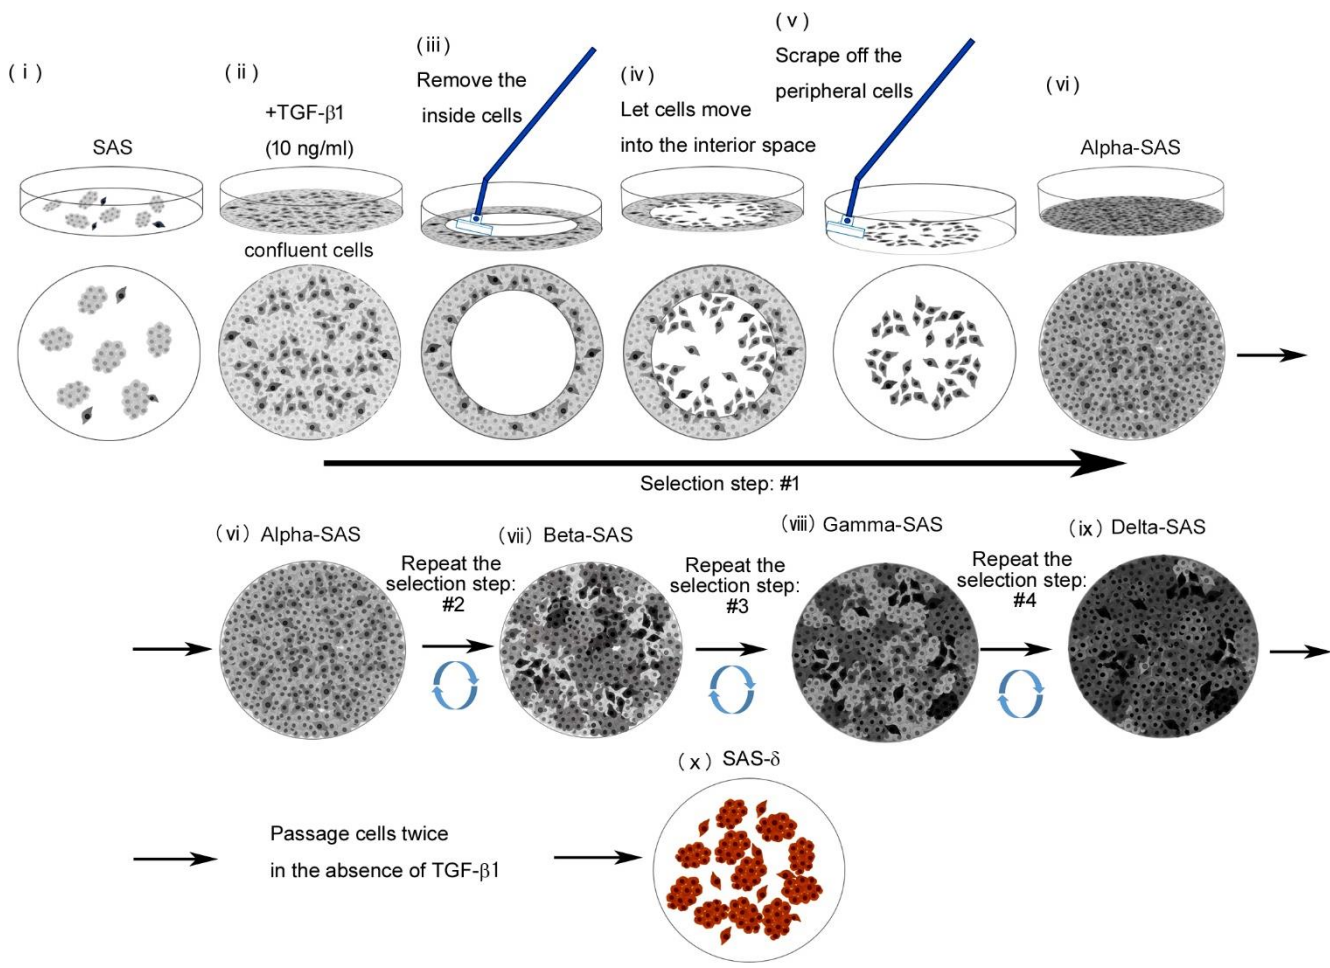 ( i )
SAS
( ii )
+TGF-β1
(10 ng/ml)
confluent cells
( iii )
Remove the
inside cells
( iv )
Let cells move
into the interior space
( v )
Scrape off the
peripheral cells
( vi )
Alpha-SAS
Selection step: #1
( vi ) Alpha-SAS
Repeat the
selection step:
#2
( vii ) Beta-SAS
Repeat the
selection step:
#3
( viii ) Gamma-SAS
Repeat the
selection step:
#4
( ix ) Delta-SAS
Passage cells twice
in the absence of TGF-β1
( x ) SAS-δ